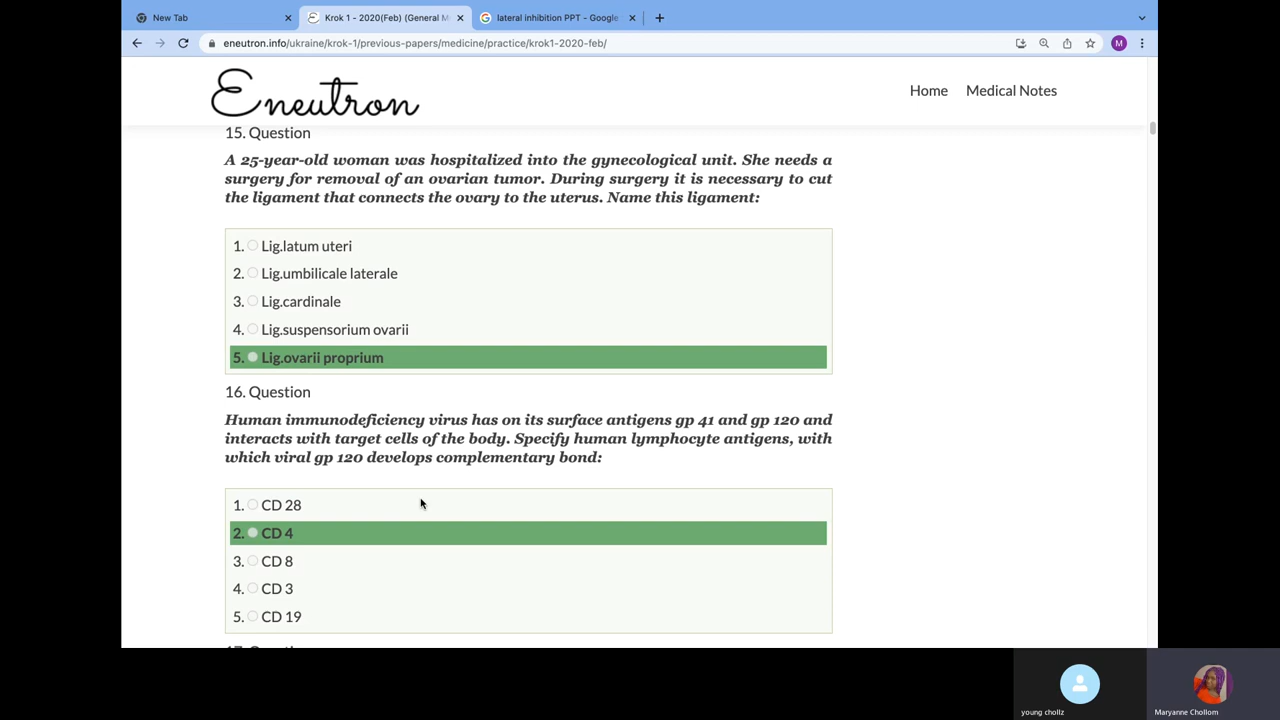 New Tab
Krok 1 - 2020(Feb) (General M
lateral inhibition PPT - Google
eneutron.info/ukraine/krok-1/previous-papers/medicine/practice/krok1-2020-feb/
M
Eneutron
Home
Medical Notes
15. Question
A 25-year-old woman was hospitalized into the gynecological unit. She needs a
surgery for removal of an ovarian tumor. During surgery it is necessary to cut
the ligament that connects the ovary to the uterus. Name this ligament:
1. Lig.latum uteri
2. Lig.umbilicale laterale
3. Lig.cardinale
4. Lig.suspensorium ovarii
5. Lig.ovarii proprium
16. Question
Human immunodeficiency virus has on its surface antigens gp 41 and gp 120 and
interacts with target cells of the body. Specify human lymphocyte antigens, with
which viral gp 120 develops complementary bond:
1. CD 28
2. CD 4
3. CD 8
4. CD 3
5. CD 19
young chollz
Maryanne Chollom